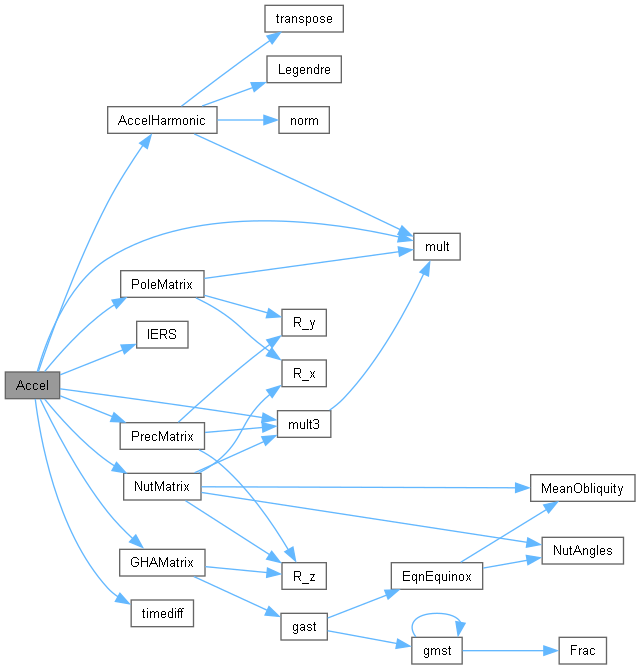 transpose
Legendre
AccelHarmonic
norm
mult
PoleMatrix
R_y
IERS
R_x
Accel
mult3
PrecMatrix
NutMatrix
MeanObliquity
NutAngles
GHAMatrix
R_z
EqnEquinox
timediff
gast
gmst
Frac